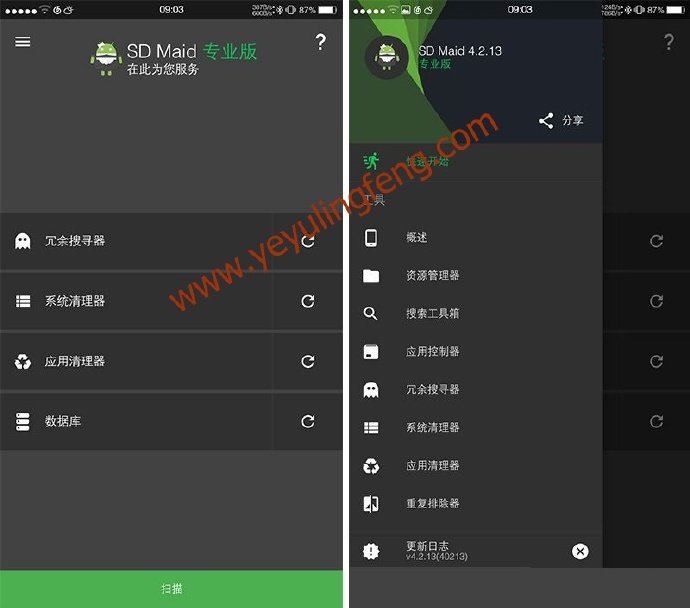 09:03
87%
SD Maid 专业版
在此为您服务
?
冗余搜寻器
系统清理器
应用清理器
数据库
扫描
09:03
87%
SD Maid 4.2.13
专业版
?
分享
快速开始
工具
概述
资源管理器
搜索工具箱
应用控制器
冗余搜寻器
系统清理器
应用清理器
重复排除器
更新日志
v4.2.13(40213)
www.yeyulingfeng.com